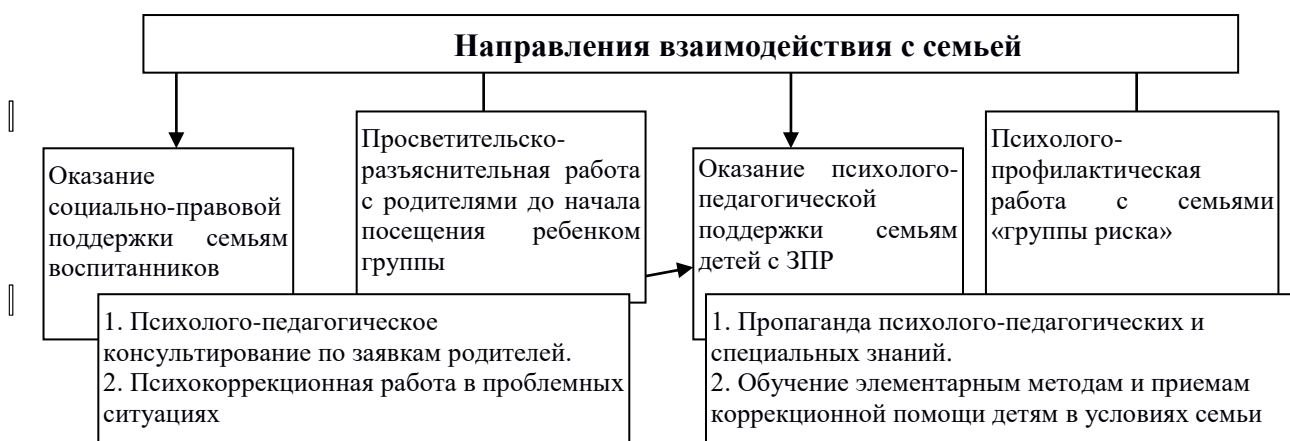 Направления взаимодействия с семьей
Оказание
социально-правовой
поддержки семьям
воспитанников
Просветительско-
разъяснительная работа
с родителями до начала
посещения ребенком
группы
Оказание психолого-
педагогической
поддержки семьям
детей с ЗПР
Психолого-
профилактическая
работа с семьями
«группы риска»
1. Психолого-педагогическое
консультирование по заявкам родителей.
2. Психокоррекционная работа в проблемных
ситуациях
1. Пропаганда психолого-педагогических и
специальных знаний.
2. Обучение элементарным методам и приемам
коррекционной помощи детям в условиях семьи